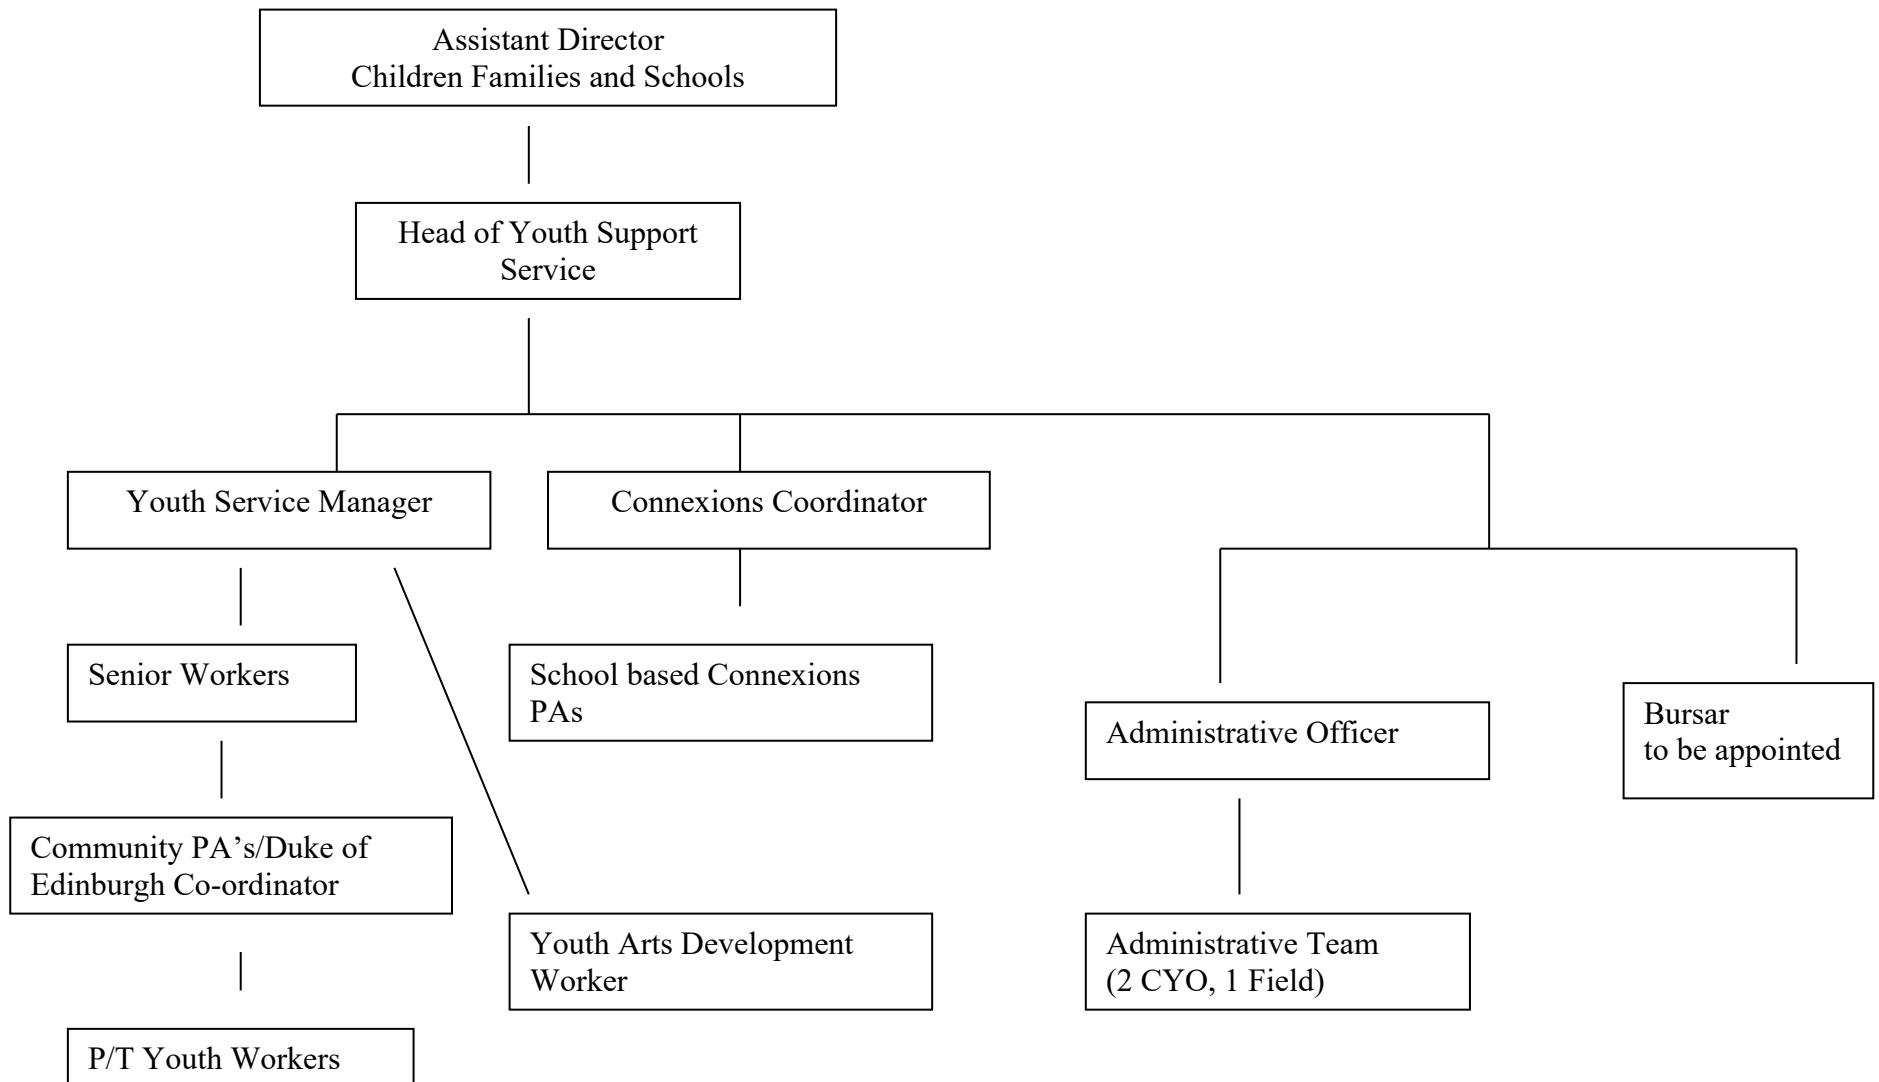 Assistant Director
Children Families and Schools
Head of Youth Support
Service
Youth Service Manager
Connexions Coordinator
Senior Workers
School based Connexions
PAs
Administrative Officer
Bursar
to be appointed
Community PA’s/Duke of
Edinburgh Co-ordinator
Youth Arts Development
Worker
Administrative Team
(2 CYO, 1 Field)
P/T Youth Workers